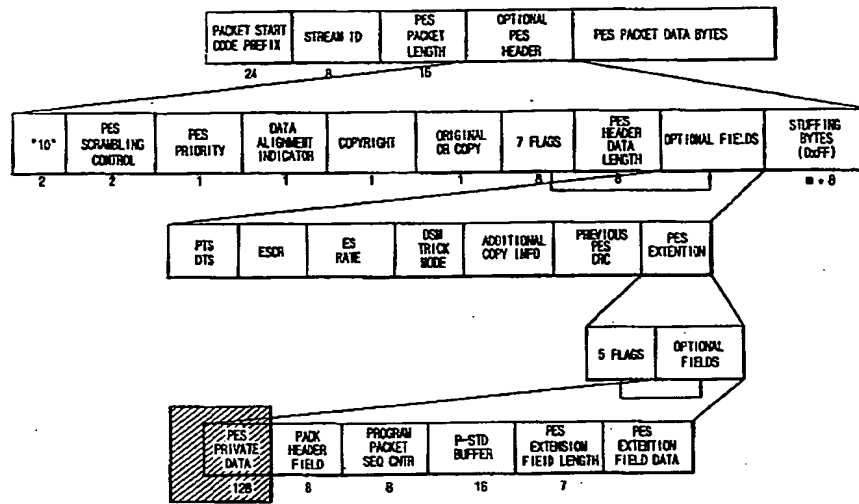 PACKET START CODE PREFIX
STREAM ID
PES PACKET LENGTH
OPTIONAL PES HEADER
PES PACKET DATA BYTES
24
8
16
"10"
PES SCRAMBLING CONTROL
PES PRIORITY
DATA ALIGNMENT INDICATOR
COPYRIGHT
ORIGINAL OR COPY
7 FLAGS
PES HEADER DATA LENGTH
OPTIONAL FIELDS
STUFFING BYTES (0xFF)
2
2
1
1
1
1
8
8
8
PTS DTS
ESCR
ES RATE
DSM TRICK MODE
ADDITIONAL COPY INFO
PREVIOUS PES CRC
PES EXTENTION
5 FLAGS
OPTIONAL FIELDS
PES PRIVATE DATA
PACK HEADER FIELD
PROGRAM PACKET SEQ CNTR
P-STD BUFFER
PES EXTENSION FIELD LENGTH
PES EXTENTION FIELD DATA
128
8
8
16
7